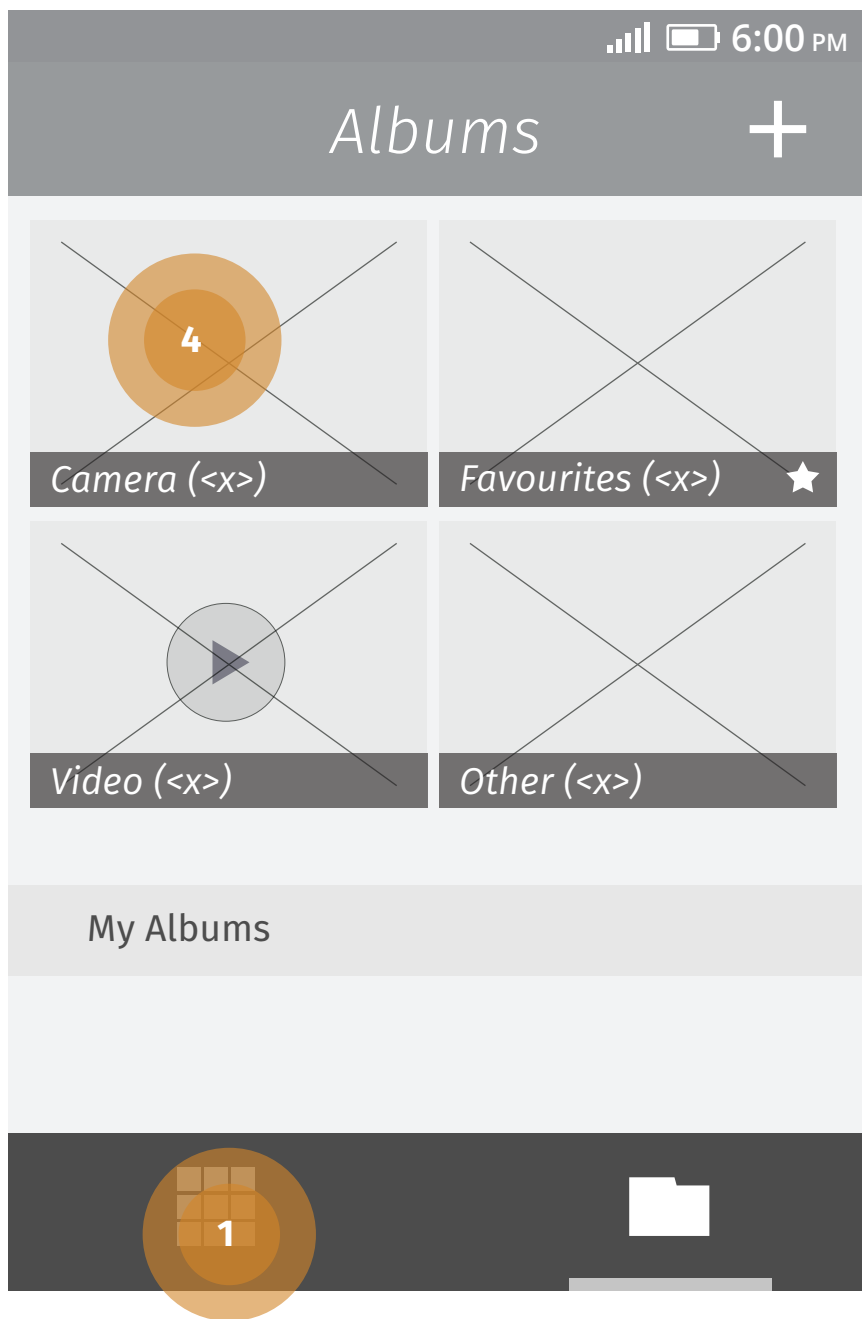 6:00 PM
Albums
4
Camera (<x>)
Favourites (<x>)
Video (<x>)
Other (<x>)
My Albums
1